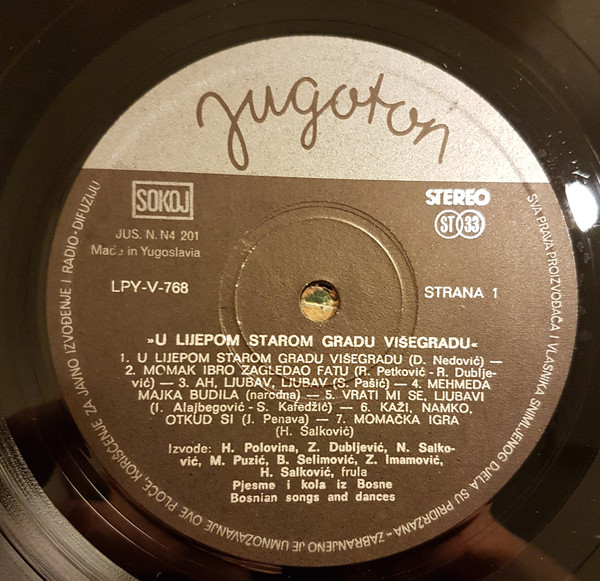 Jugoton
SOKOJ
JUS. N. N4 201
Made in Yugoslavia
LPY-V-768
STEREO
ST 33
STRANA 1
»U LIJEPOM STAROM GRADU VIŠEGRADU«
1. U LIJEPOM STAROM GRADU VIŠEGRADU (D. Nedović) —
2. MOMAK IBRO ZAGLEDAO FATU (R. Petković - R. Dublje-
vić) — 3. AH, LJUBAV, LJUBAV (S. Pašić) — 4. MEHMEDA
MAJKA BUDILA (narodna) — 5. VRATI MI SE, LJUBAVI
(I. Alajbegović - S. Kafedžić) — 6. KAŽI, NAMKO,
OTKUD SI (J. Penava) — 7. MOMAČKA IGRA
(H. Salković)
Izvode: H. Polovina, Z. Dubljević, N. Salko-
vić, M. Puzić, B. Selimović, Z. Imamović,
H. Salković, frula
Pjesme i kola iz Bosne
Bosnian songs and dances
SVA PRAVA PROIZVOĐAČA I VLASNIKA SNIMLJENOG DJELA SU PRIDRŽANA - ZABRANJENO JE UMNOŽAVANJE OVE PLOČE, KORIŠĆENJE ZA JAVNO IZVOĐENJE I RADIO-DIFUZIJU